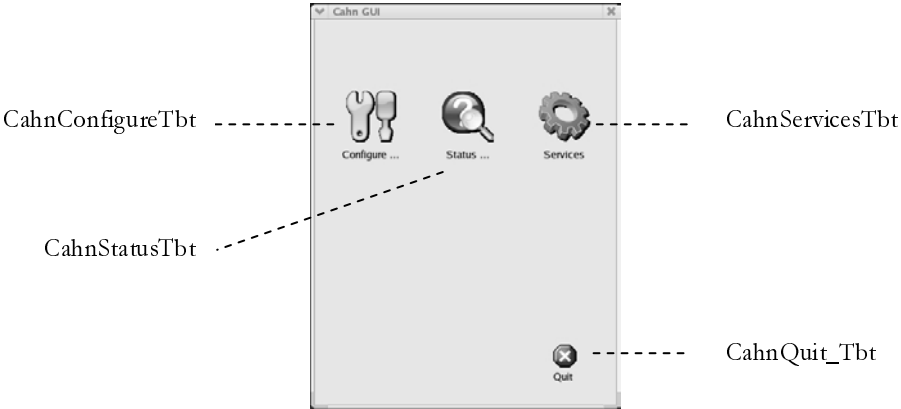 Cahn GUI
CahnConfigureTbt
CahnServicesTbt
Configure ...
Status ...
Services
CahnStatusTbt
CahnQuit_Tbt
Quit